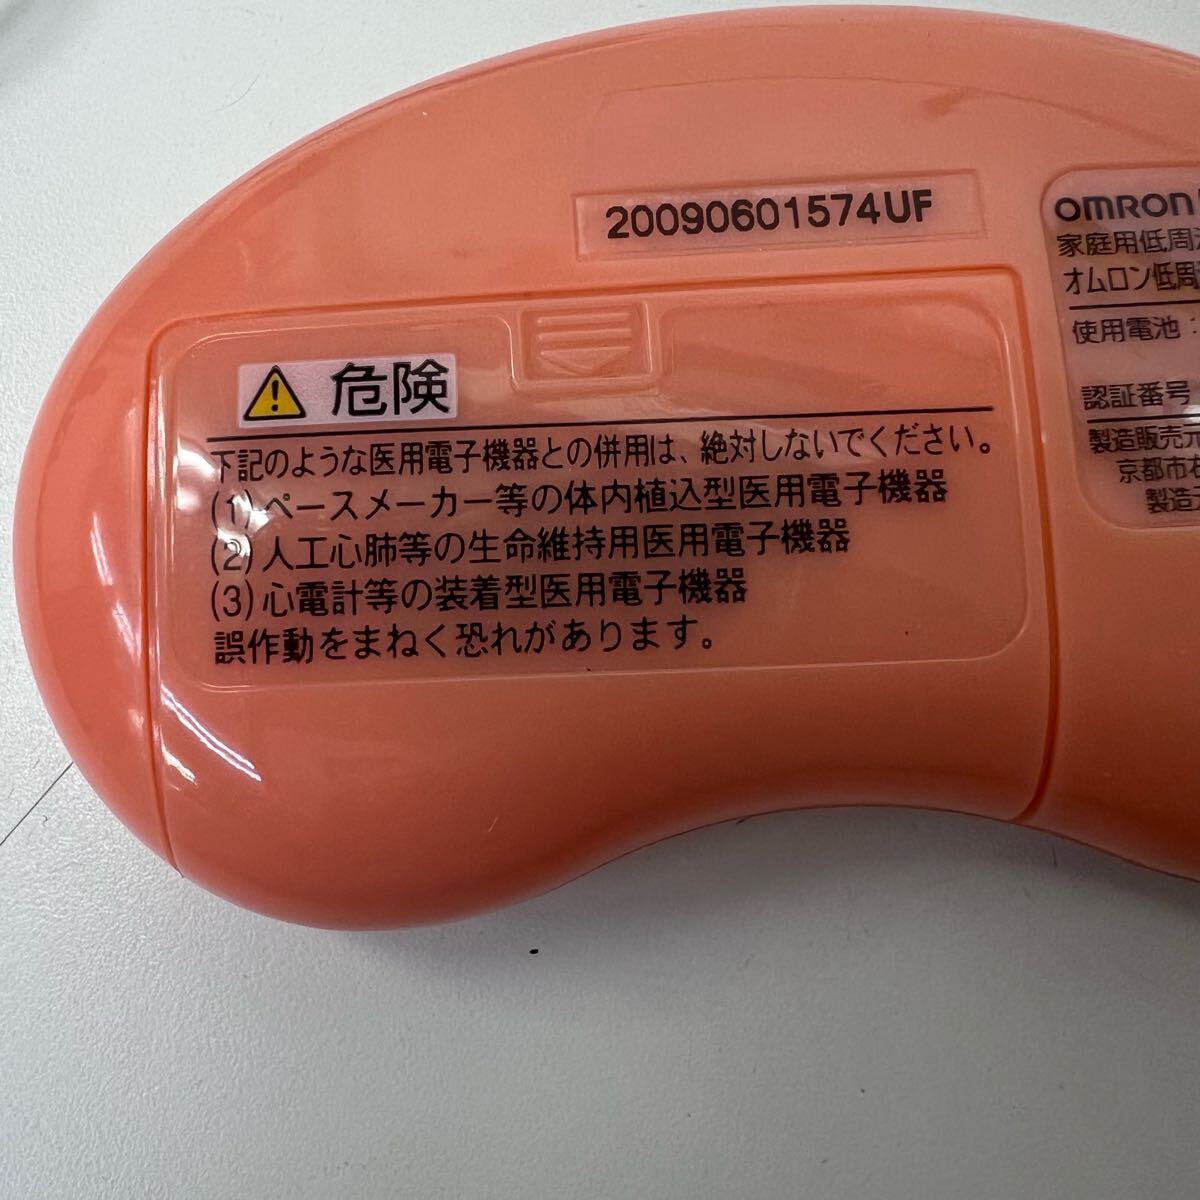 20090601574UF
危険
下記のような医用電子機器との併用は、絶対しないでください。
(1)ペースメーカー等の体内植込型医用電子機器
(2)人工心肺等の生命維持用医用電子機器
(3)心電計等の装着型医用電子機器
誤作動をまねく恐れがあります。
OMRON
家庭用低周
オムロン低周
使用電池:
認証番号
製造販売元
京都市右
製造